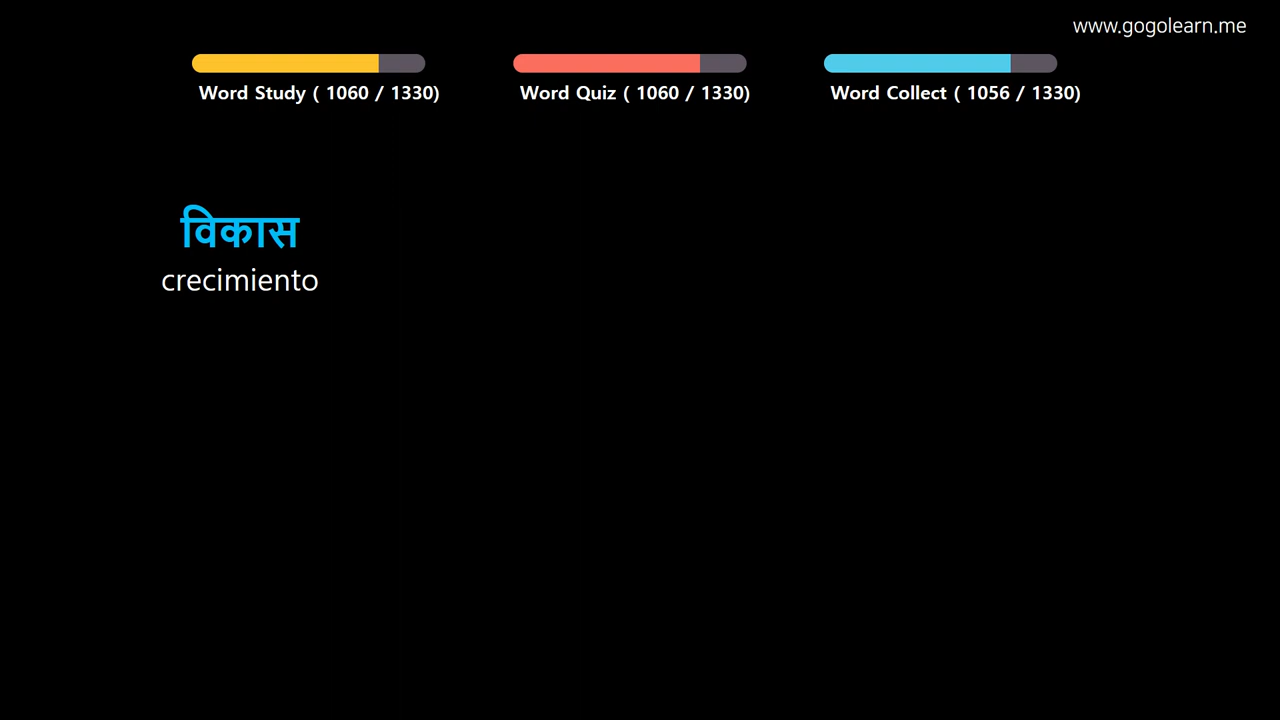 www.gogolearn.me
Word Study ( 1060 / 1330)
Word Quiz ( 1060 / 1330)
Word Collect ( 1056 / 1330)
विकास
crecimiento